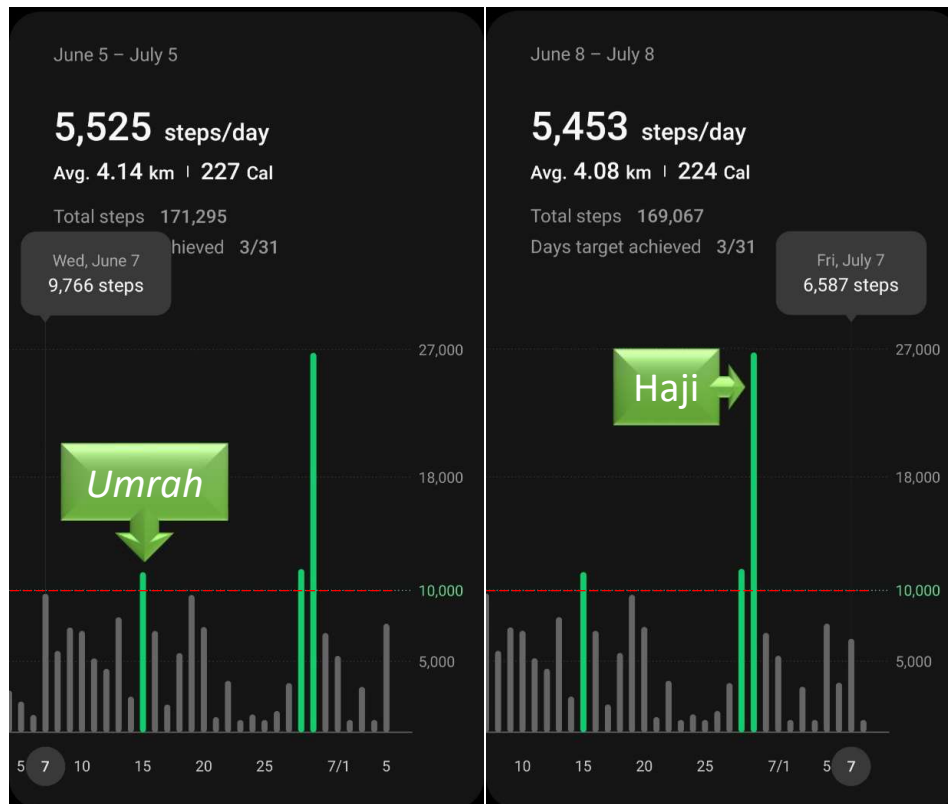 June 5 – July 5
5,525 steps/day
Avg. 4.14 km | 227 Cal
Total steps 171,295
hieved 3/31
Wed, June 7
9,766 steps
27,000
Umrah
18,000
10,000
5,000
5 7 10 15 20 25 7/1 5
June 8 – July 8
5,453 steps/day
Avg. 4.08 km | 224 Cal
Total steps 169,067
Days target achieved 3/31
Fri, July 7
6,587 steps
27,000
Haji
18,000
10,000
5,000
10 15 20 25 7/1 5 7